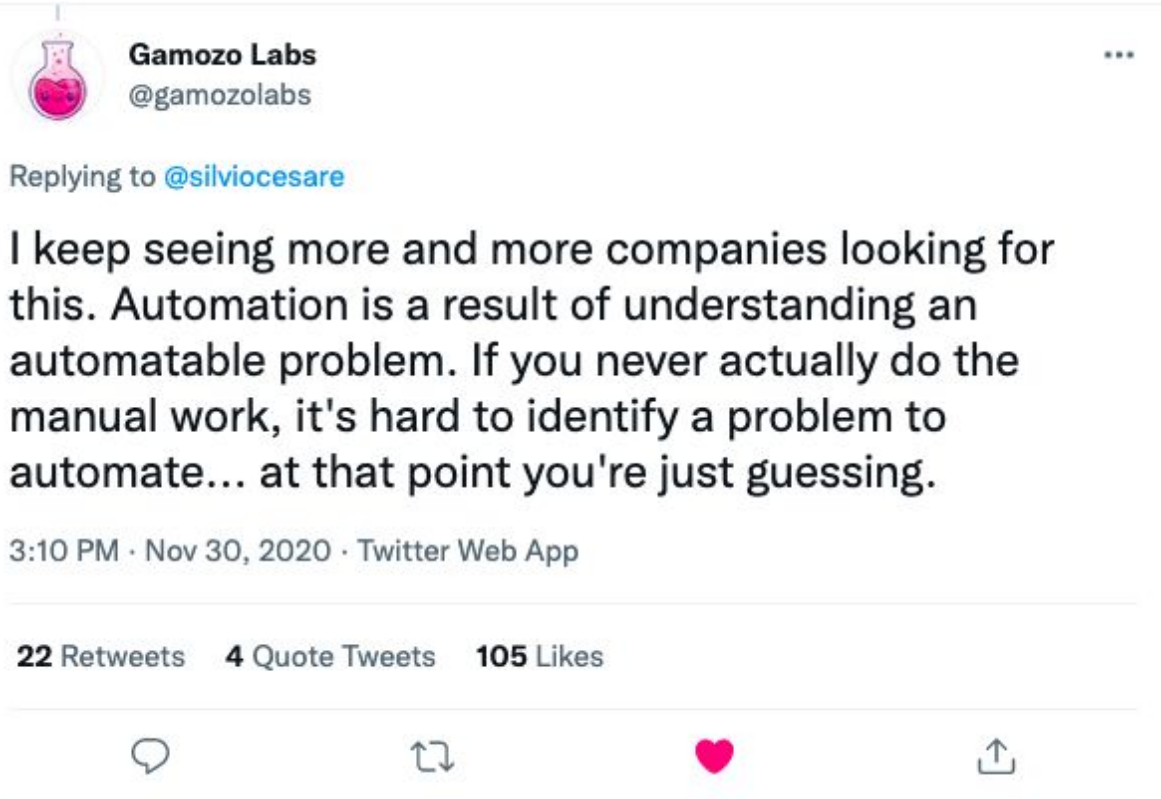 Gamozo Labs
@gamozolabs
Replying to @silviocesare
I keep seeing more and more companies looking for
this. Automation is a result of understanding an
automatable problem. If you never actually do the
manual work, it's hard to identify a problem to
automate... at that point you're just guessing.
3:10 PM · Nov 30, 2020 · Twitter Web App
22 Retweets 4 Quote Tweets 105 Likes